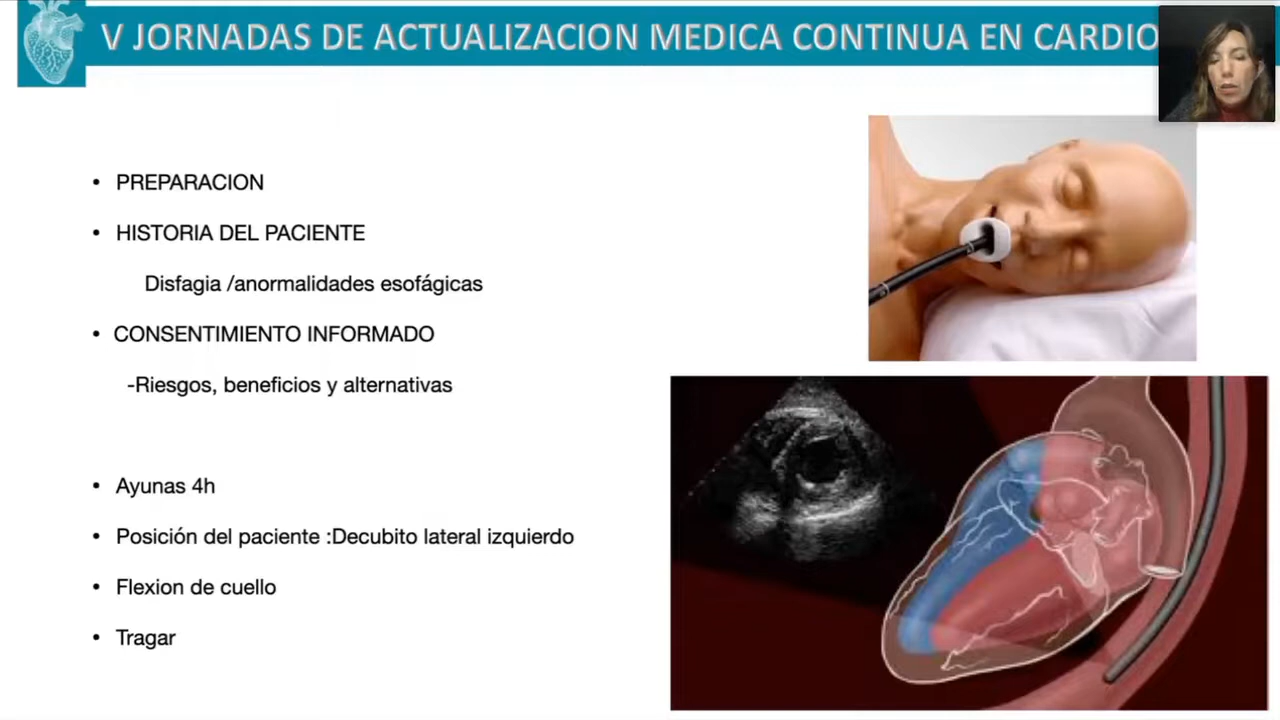 V JORNADAS DE ACTUALIZACION MEDICA CONTINUA EN CARDIO
• PREPARACION
• HISTORIA DEL PACIENTE
Disfagia /anormalidades esofágicas
• CONSENTIMIENTO INFORMADO
-Riesgos, beneficios y alternativas
• Ayunas 4h
• Posición del paciente :Decubito lateral izquierdo
• Flexion de cuello
• Tragar